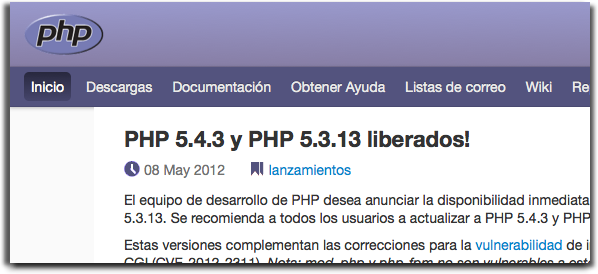 php
Inicio Descargas Documentación Obtener Ayuda Listas de correo Wiki
PHP 5.4.3 y PHP 5.3.13 liberados!
08 May 2012 lanzamientos
El equipo de desarrollo de PHP desea anunciar la disponibilidad inmediata
5.3.13. Se recomienda a todos los usuarios a actualizar a PHP 5.4.3 y PHP
Estas versiones complementan las correcciones para la vulnerabilidad de
CGI (CVE-2012-2311). Nota: mod_php y php-fpm no son vulnerables a